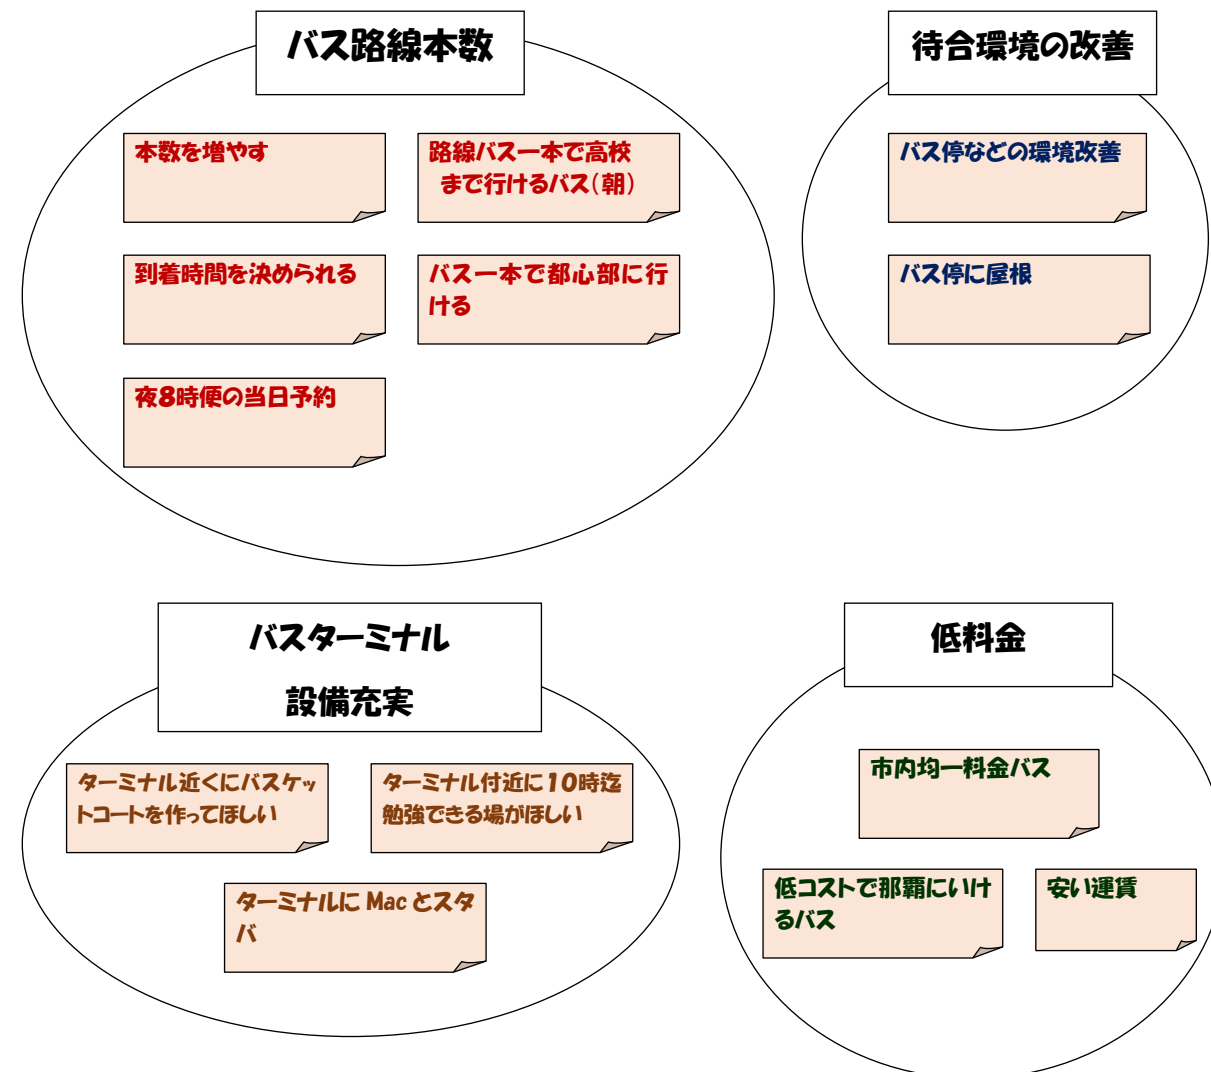 バス路線本数
本数を増やす
路線バス一本で高校
まで行けるバス(朝)
到着時間を決められる
バス一本で都心部に行
ける
夜8時便の当日予約
待合環境の改善
バス停などの環境改善
バス停に屋根
バスターミナル
設備充実
ターミナル近くにバスケッ
トコートを作ってほしい
ターミナル付近に10時迄
勉強できる場がほしい
ターミナルに Mac とスタ
バ
低料金
市内均一料金バス
低コストで那覇にいけ
るバス
安い運賃